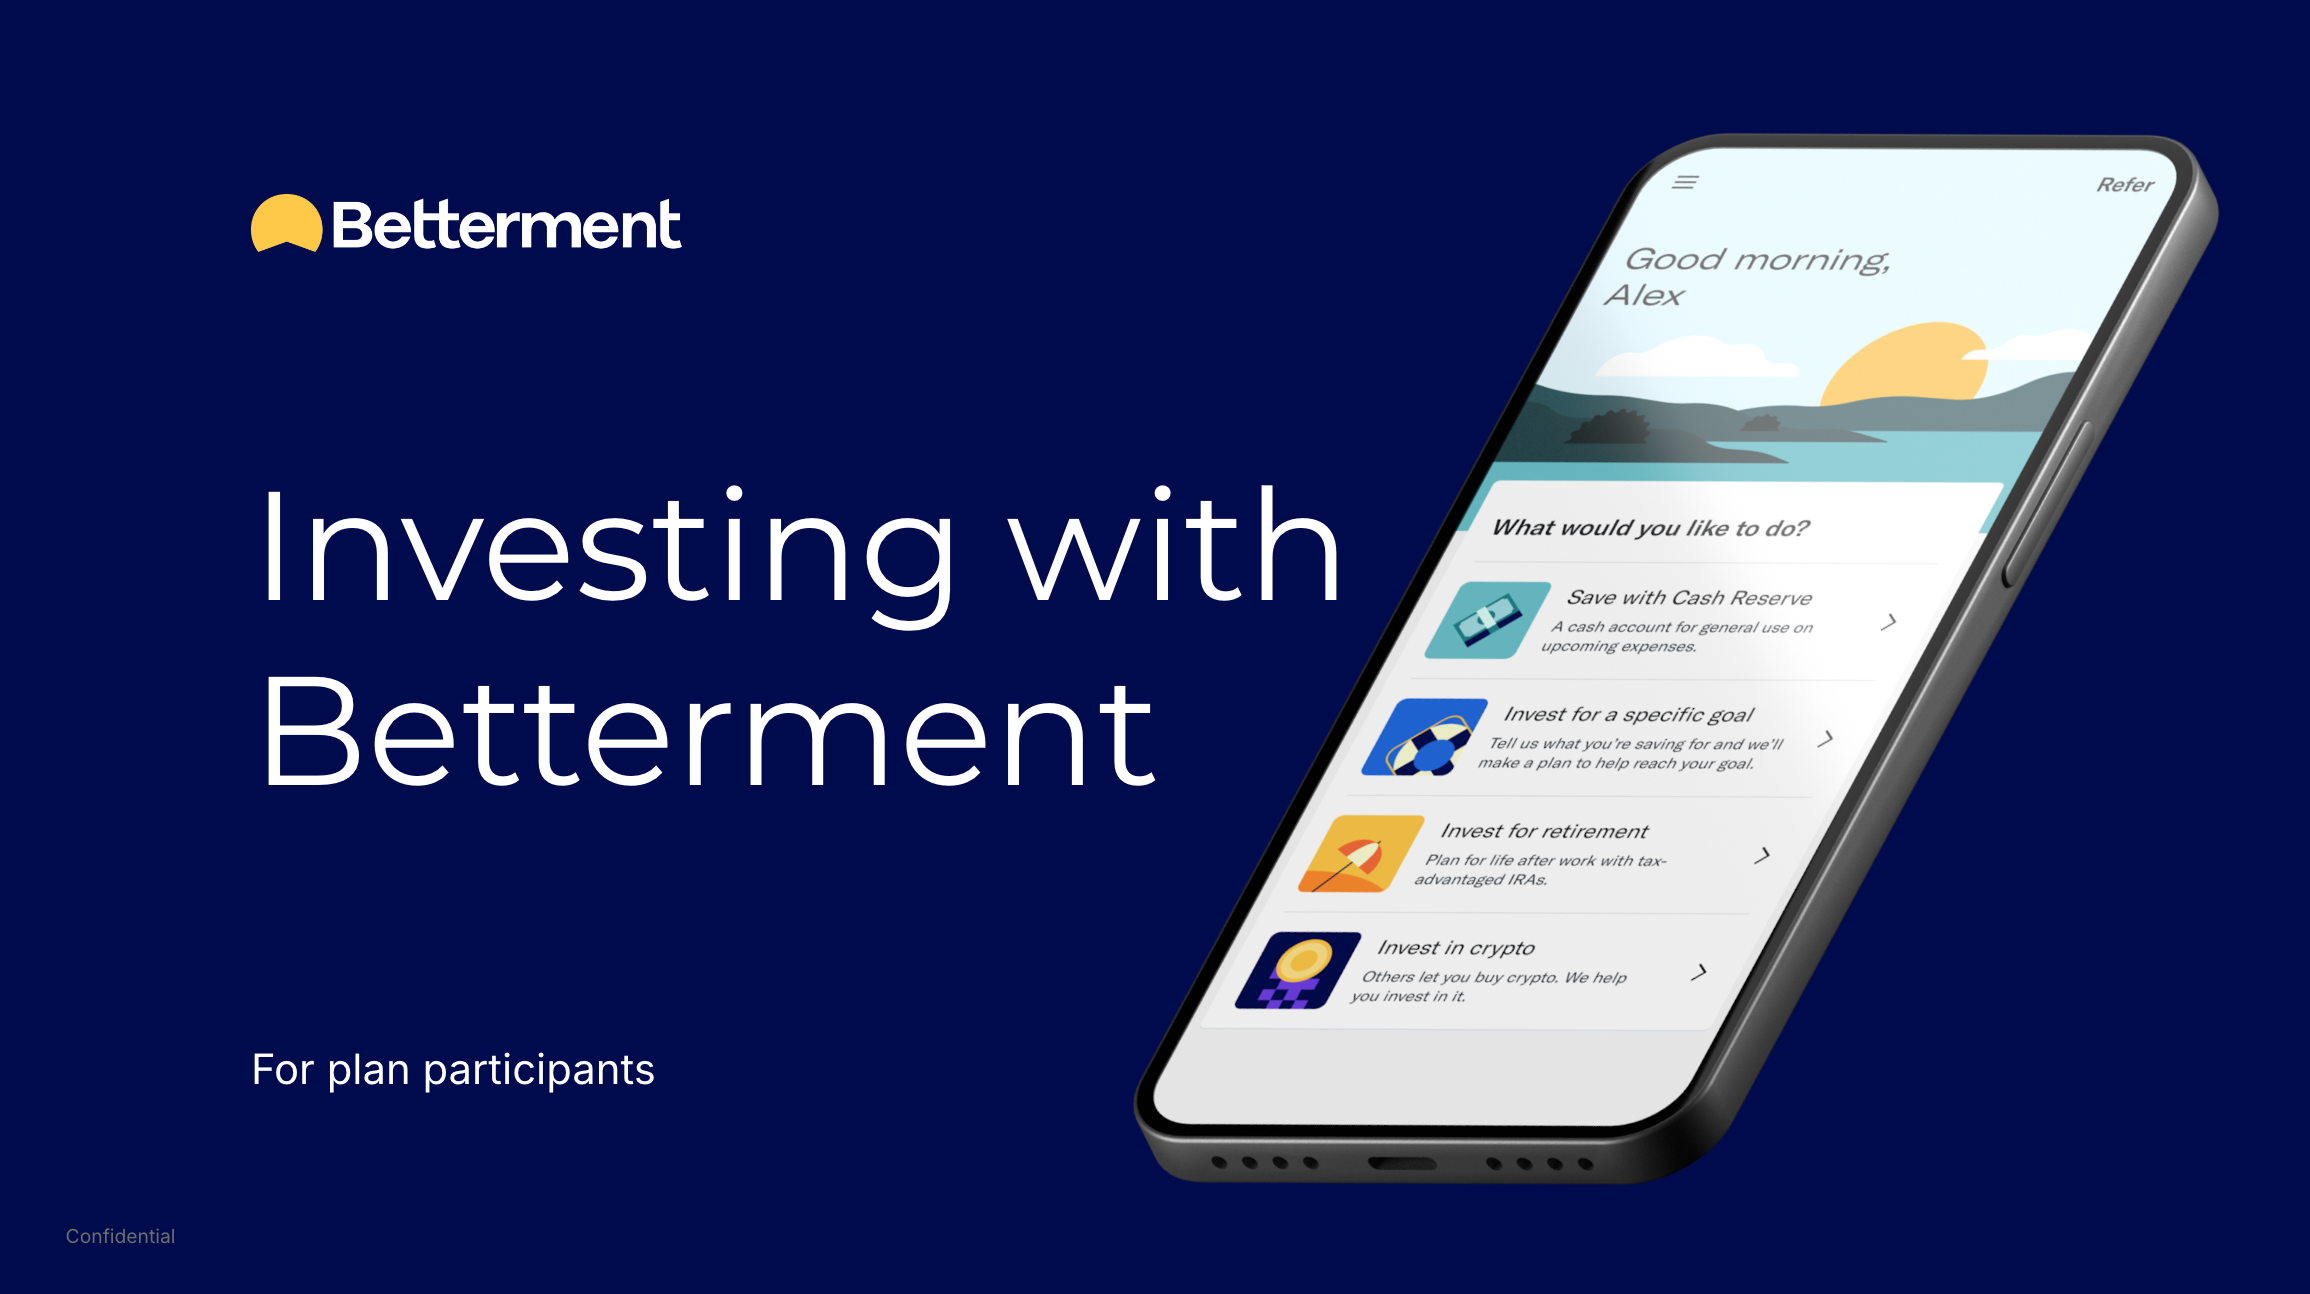 Betterment
Investing with
Betterment
For plan participants
Confidential
Refer
Good morning,
Alex
What would you like to do?
Save with Cash Reserve
A cash account for general use on
upcoming expenses.
Invest for a specific goal
Tell us what you're saving for and we'll
make a plan to help reach your goal.
Invest for retirement
Plan for life after work with tax-
advantaged IRAs.
Invest in crypto
Others let you buy crypto. We help
you invest in it.